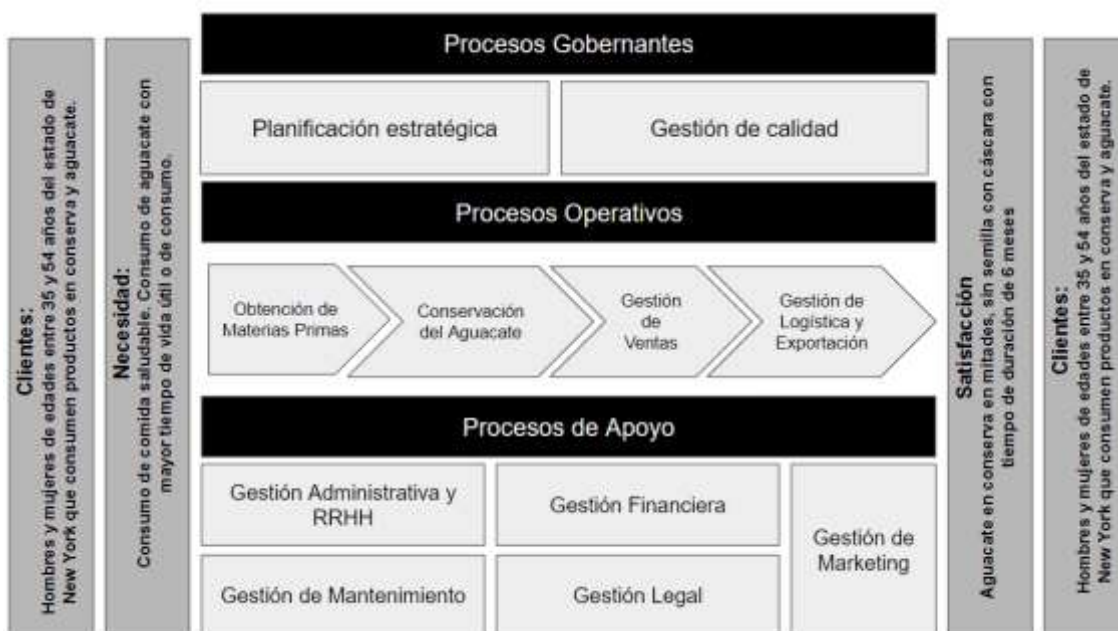 Clientes:
Hombres y mujeres de edades entre 35 y 54 años del estado de
New York que consumen productos en conserva y aguacate.
Necesidad:
Consumo de comida saludable. Consumo de aguacate con
mayor tiempo de vida útil o de consumo.
Procesos Gobernantes
Planificación estratégica
Gestión de calidad
Procesos Operativos
Obtención de
Materias Primas
Conservación
del Aguacate
Gestión
de
Ventas
Gestión de
Logística y
Exportación
Procesos de Apoyo
Gestión Administrativa y
RRHH
Gestión Financiera
Gestión de
Marketing
Gestión de Mantenimiento
Gestión Legal
Satisfacción
Aguacate en conserva en mitades, sin semilla con cáscara con
tiempo de duración de 6 meses
Clientes:
Hombres y mujeres de edades entre 35 y 54 años del estado de
New York que consumen productos en conserva y aguacate.